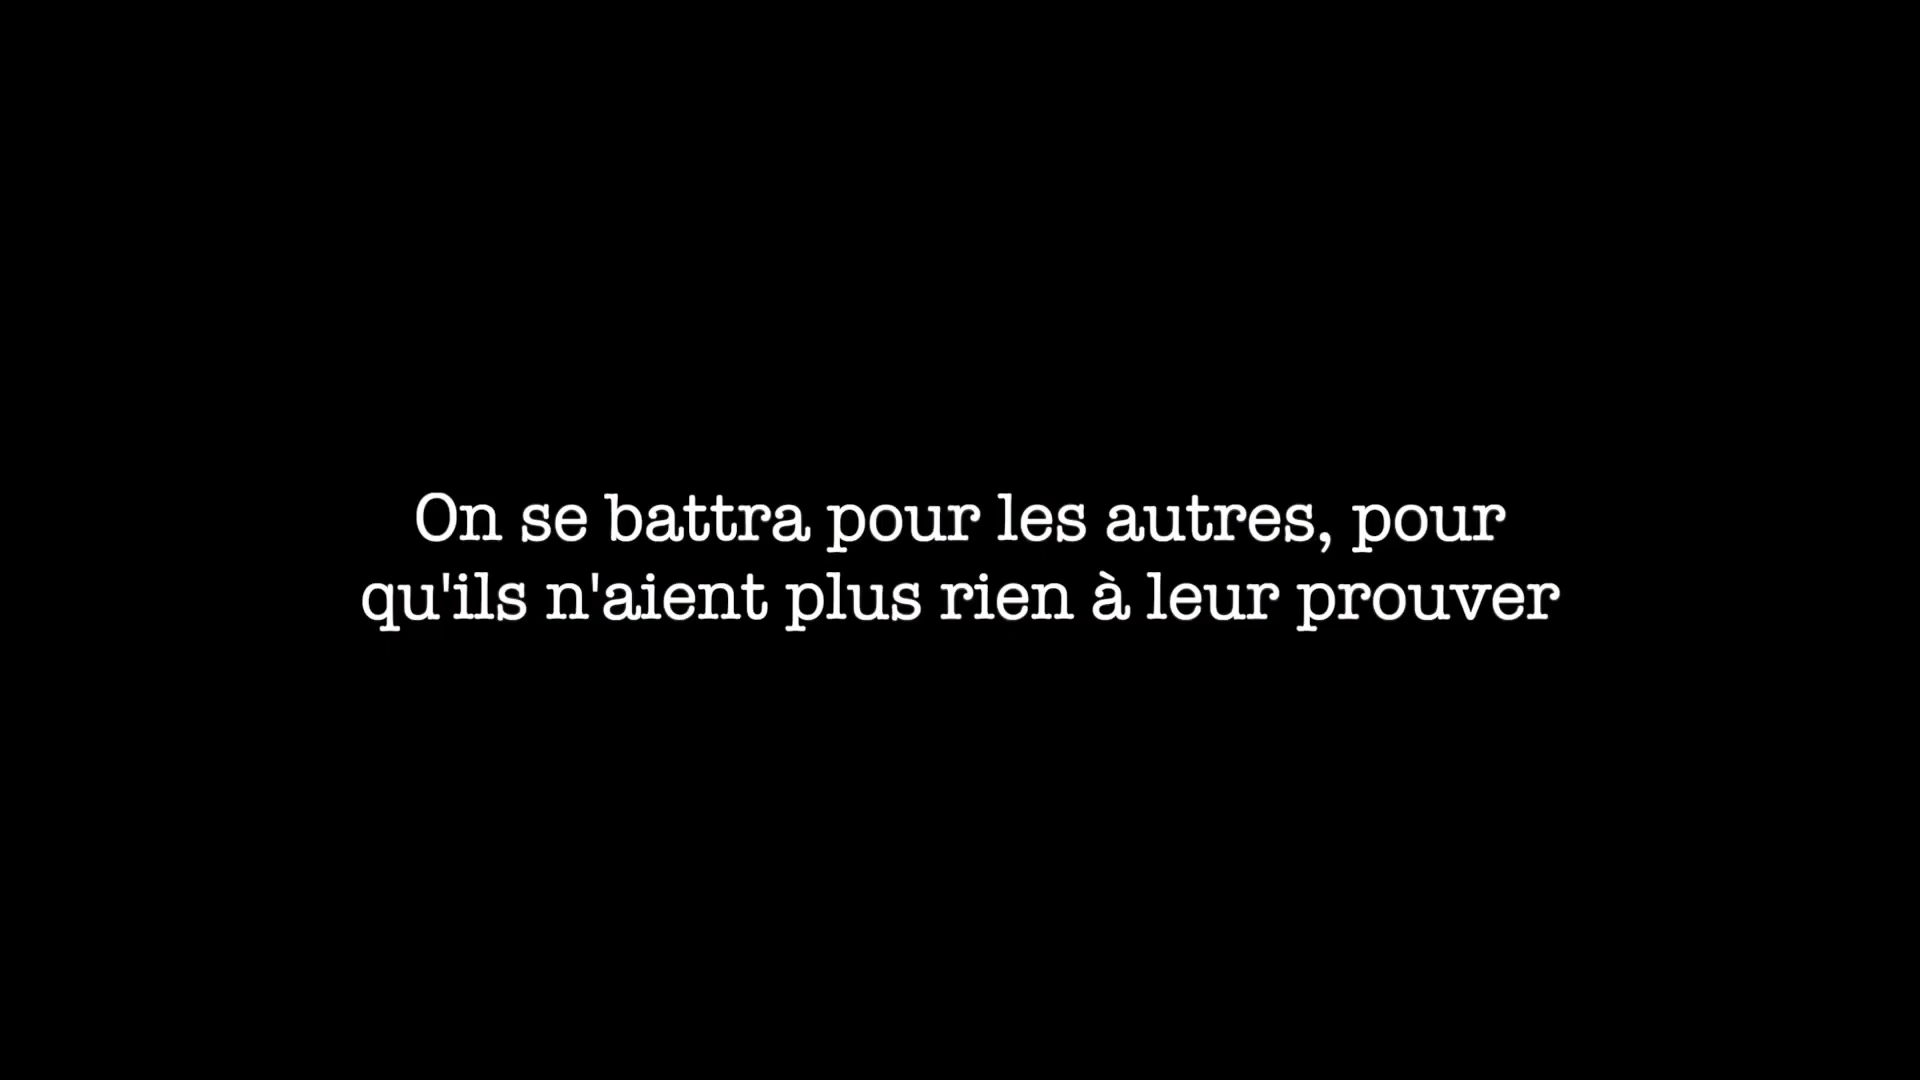 On se battra pour les autres, pour
qu'ils n'aient plus rien à leur prouver